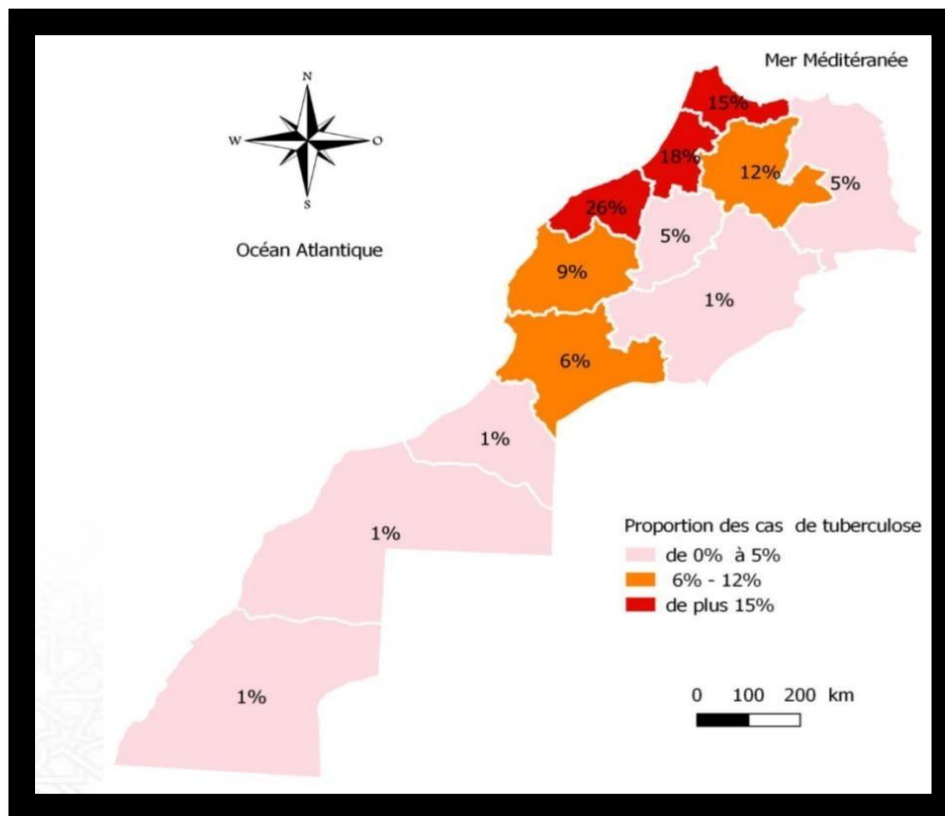 Mer Méditéranée
N
W
O
S
Océan Atlantique
15%
18%
12%
5%
26%
5%
9%
1%
6%
1%
1%
1%
Proportion des cas de tuberculose
de 0% à 5%
6% - 12%
de plus 15%
0 100 200 km